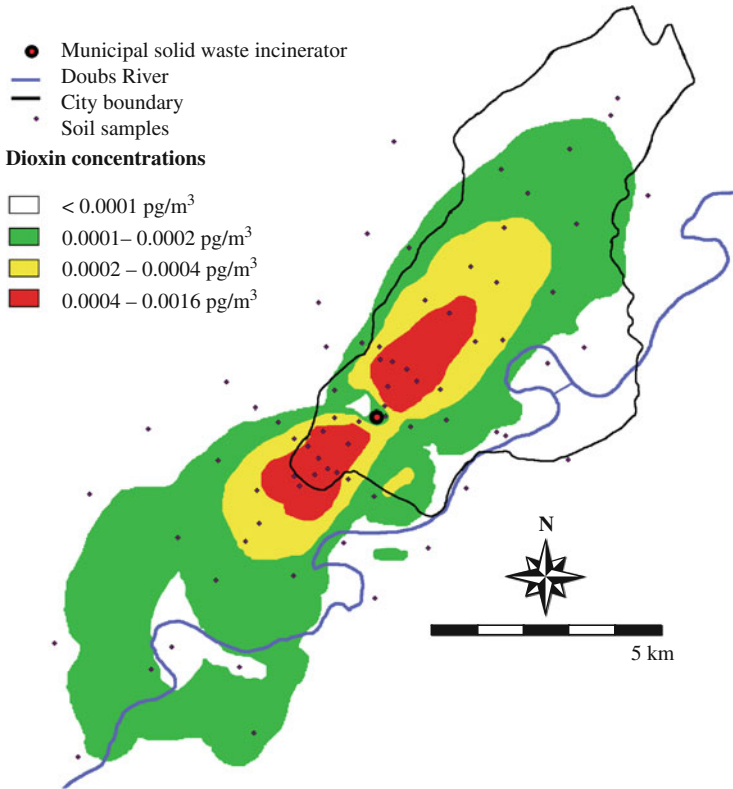 Municipal solid waste incinerator
Doubs River
City boundary
Soil samples
Dioxin concentrations
< 0.0001 pg/m³
0.0001– 0.0002 pg/m³
0.0002 – 0.0004 pg/m³
0.0004 – 0.0016 pg/m³
N
5 km